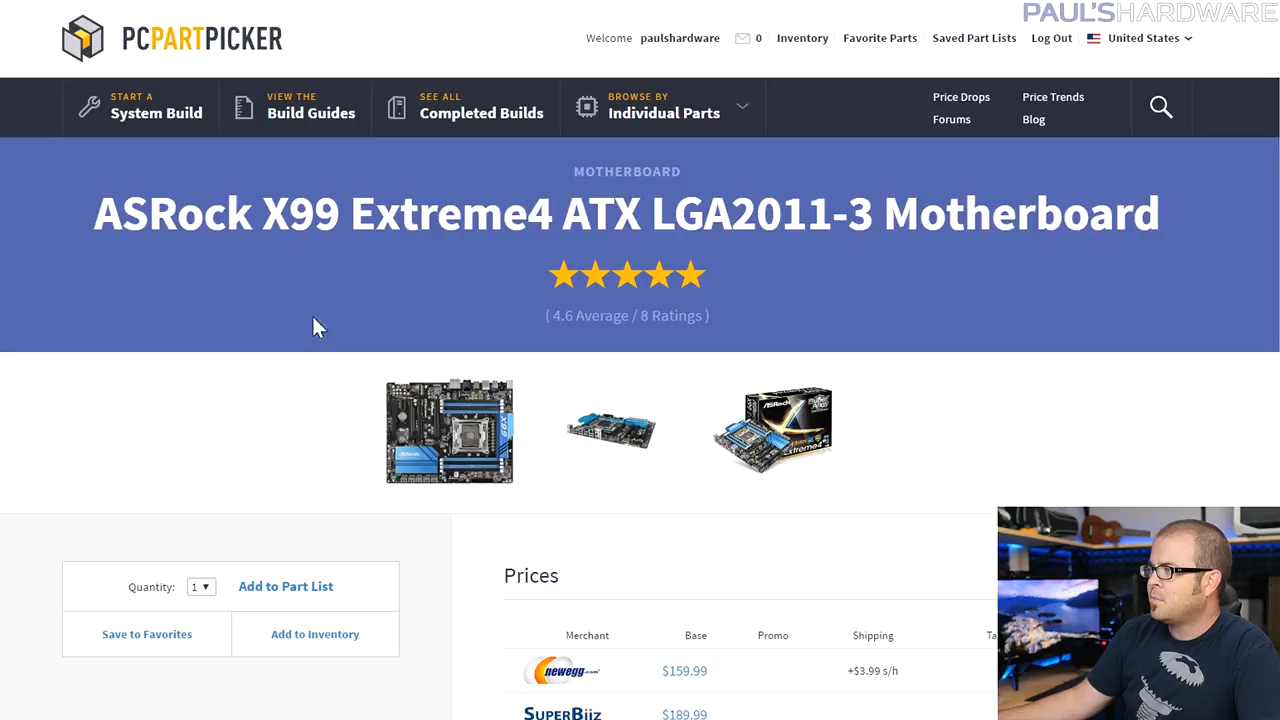 PAUL'SHARDWARE
PCPARTPICKER
Welcome paulshardware 0 Inventory Favorite Parts Saved Part Lists Log Out United States
START A
System Build
VIEW THE
Build Guides
SEE ALL
Completed Builds
BROWSE BY
Individual Parts
Price Drops Price Trends
Forums Blog
MOTHERBOARD
ASRock X99 Extreme4 ATX LGA2011-3 Motherboard
( 4.6 Average / 8 Ratings )
Quantity: 1 Add to Part List
Save to Favorites Add to Inventory
Prices
Merchant Base Promo Shipping Ta
newegg.com $159.99 +$3.99 s/h
SUPERBIIZ $189.99